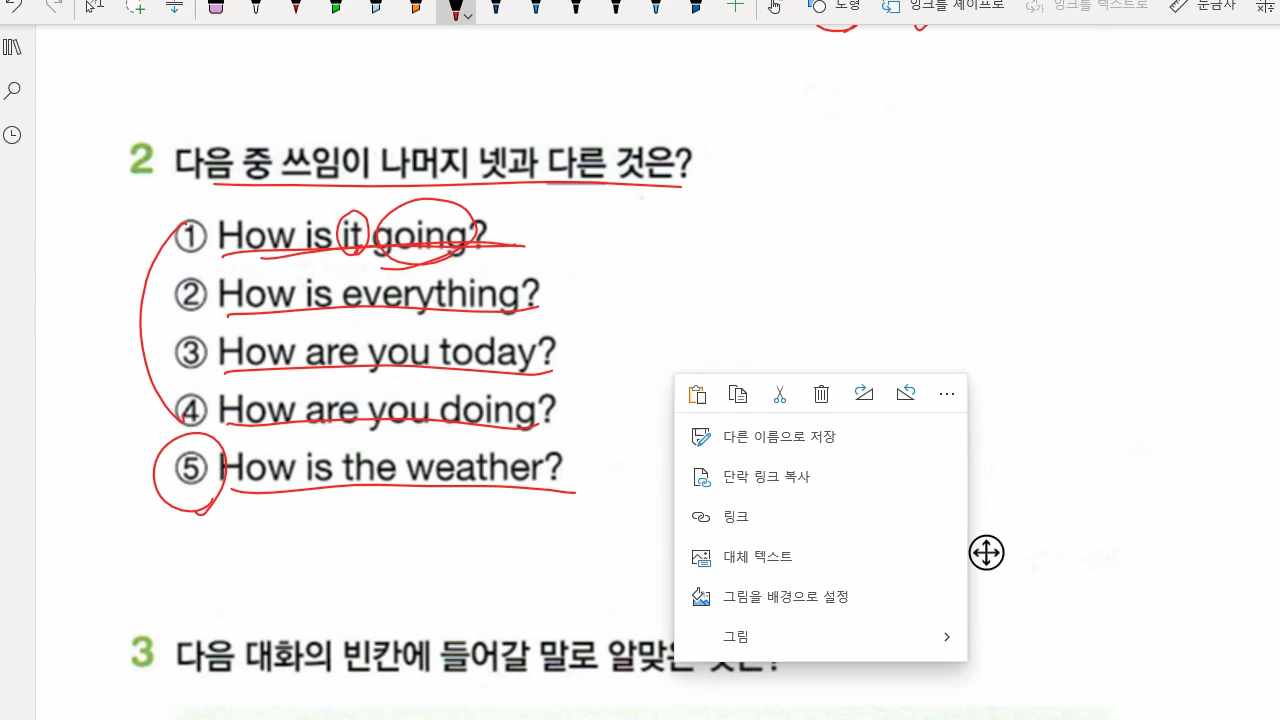 도형 잉크를 셰이프로 잉크를 텍스트로 눈금자
2 다음 중 쓰임이 나머지 넷과 다른 것은?
① How is it going?
② How is everything?
③ How are you today?
④ How are you doing?
⑤ How is the weather?
다른 이름으로 저장
단락 링크 복사
링크
대체 텍스트
그림을 배경으로 설정
그림
3 다음 대화의 빈칸에 들어갈 말로 알맞은 것은?